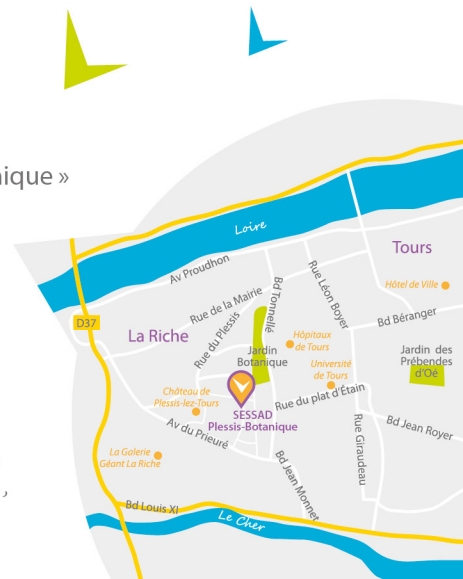 ique »
Loire
Tours
Av Proudhon
Hôtel de Ville
Rue de la Mairie
Bd Tonnellé
Rue Léon Boyer
D37
Bd Béranger
La Riche
Rue du Plessis
Hôpitaux
de Tours
Jardin
Botanique
Jardin des
Prébendes
d'Oé
Université
de Tours
Château de
Plessis-lez-Tours
Rue du plat d'Étain
SESSAD
Plessis-Botanique
Av du Prieuré
Rue Giraudeau
Bd Jean Royer
La Galerie
Géant La Riche
Bd Jean Monnet
Bd Louis XI
Le Cher